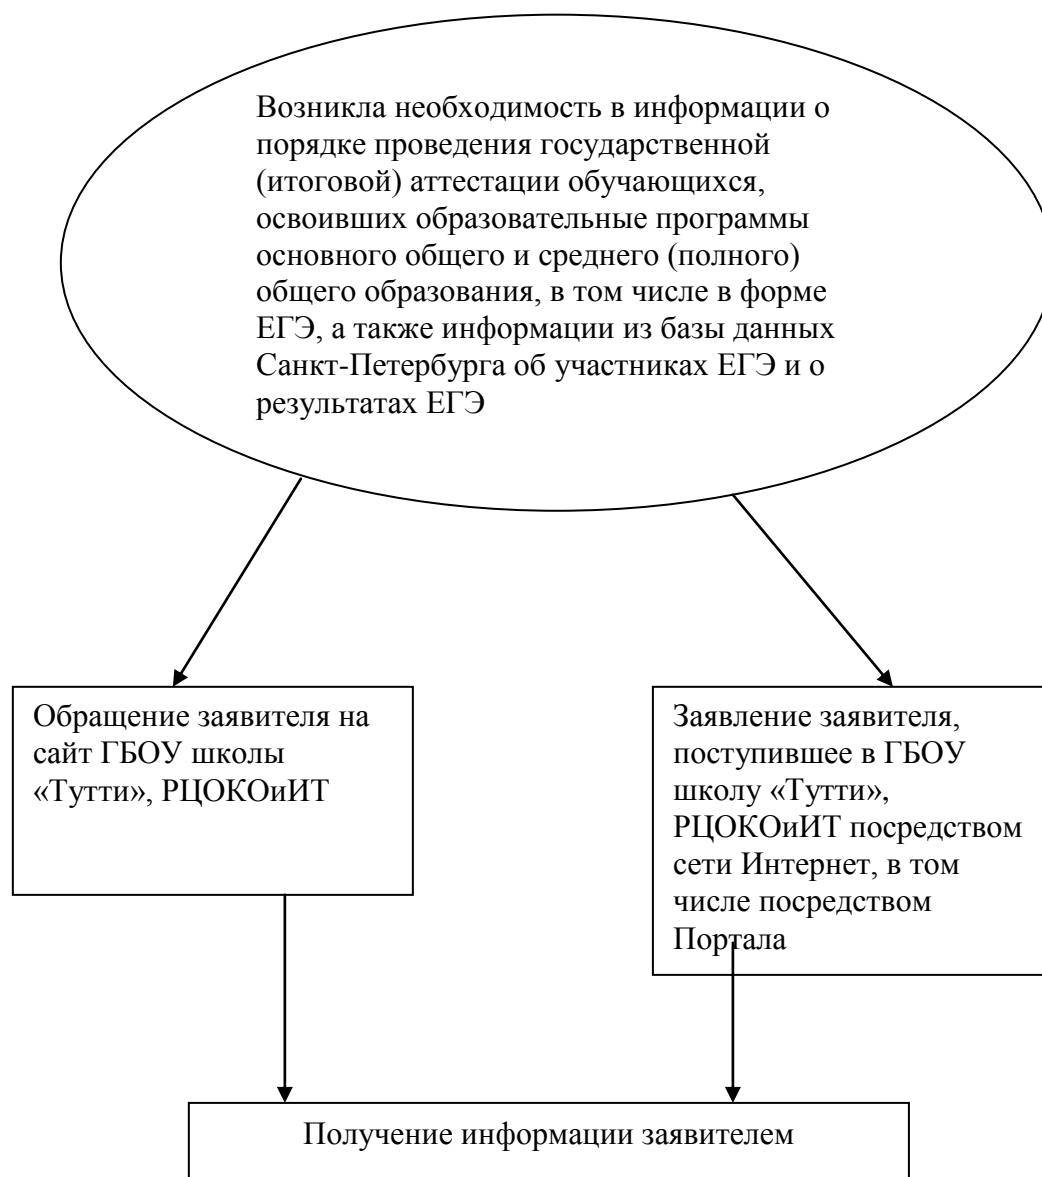 Возникла необходимость в информации о
порядке проведения государственной
(итоговой) аттестации обучающихся,
освоивших образовательные программы
основного общего и среднего (полного)
общего образования, в том числе в форме
ЕГЭ, а также информации из базы данных
Санкт-Петербурга об участниках ЕГЭ и о
результатах ЕГЭ
Обращение заявителя на
сайт ГБОУ школы
«Тутти», РЦОКОиИТ
Заявление заявителя,
поступившее в ГБОУ
школу «Тутти»,
РЦОКОиИТ посредством
сети Интернет, в том
числе посредством
Портала
Получение информации заявителем